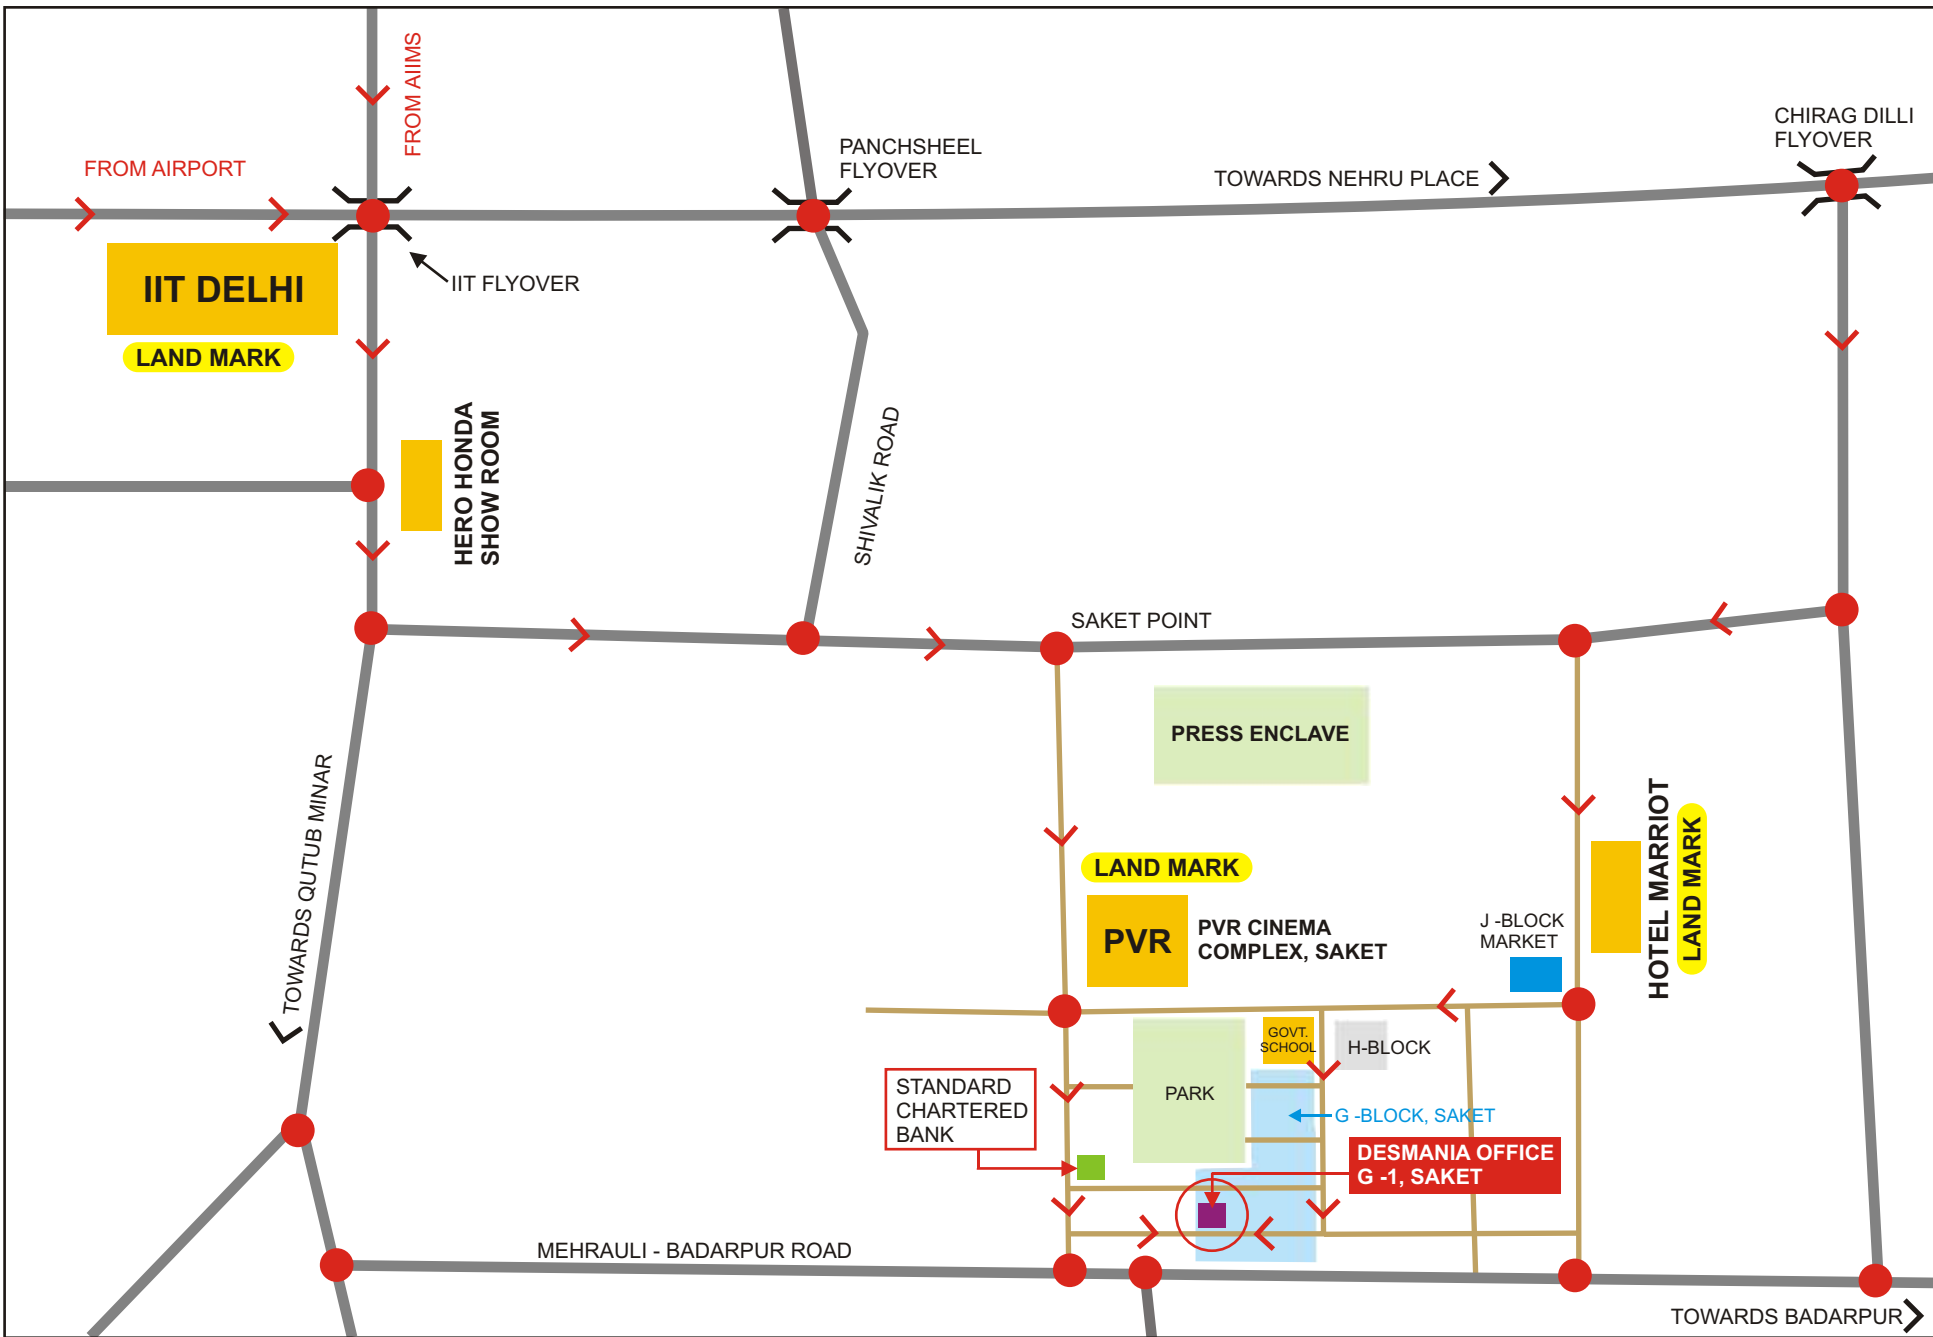 FROM AIRPORT
FROM AIIMS
PANCHSHEEL
FLYOVER
TOWARDS NEHRU PLACE
CHIRAG DILLI
FLYOVER
IIT DELHI
LAND MARK
IIT FLYOVER
HERO HONDA
SHOW ROOM
SHIVALIK ROAD
SAKET POINT
PRESS ENCLAVE
TOWARDS QUTUB MINAR
LAND MARK
PVR
PVR CINEMA
COMPLEX, SAKET
J -BLOCK
MARKET
HOTEL MARRIOT
LAND MARK
GOVT.
SCHOOL
H-BLOCK
STANDARD
CHARTERED
BANK
PARK
G -BLOCK, SAKET
DESMANIA OFFICE
G -1, SAKET
MEHRAULI - BADARPUR ROAD
TOWARDS BADARPUR